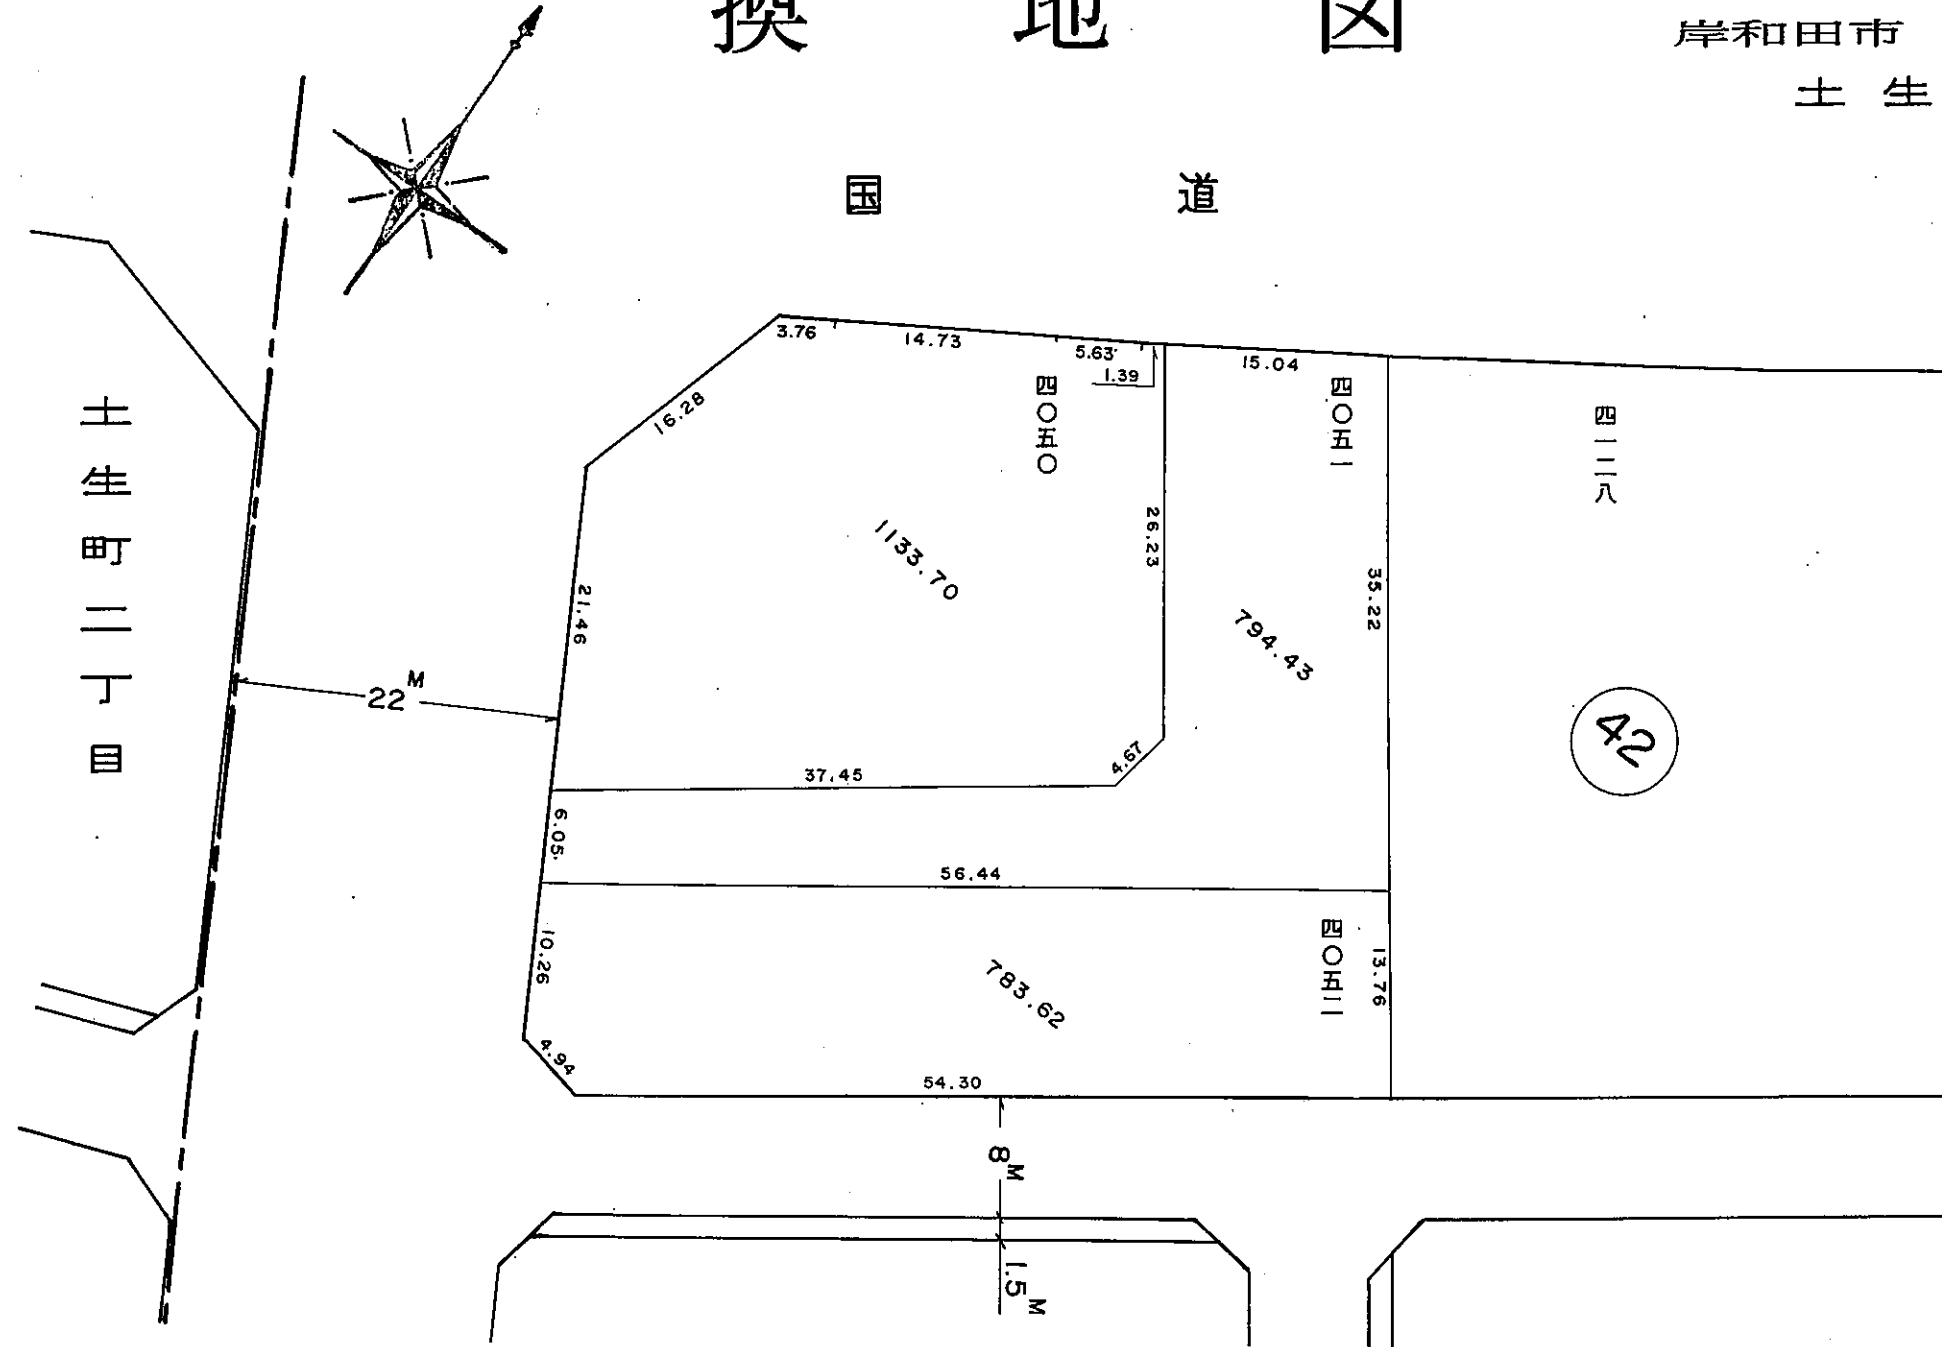 換地図
岸和田市
土生
国道
3.76
14.73
5.63
1.39
15.04
16.28
四〇五〇
四〇五一
四一二八
土生町二丁目
26.23
1133.70
35.22
21.46
794.43
22M
42
37.45
4.67
6.05
56.44
四〇五二
10.26
13.76
783.62
4.94
54.30
8M
1.5M